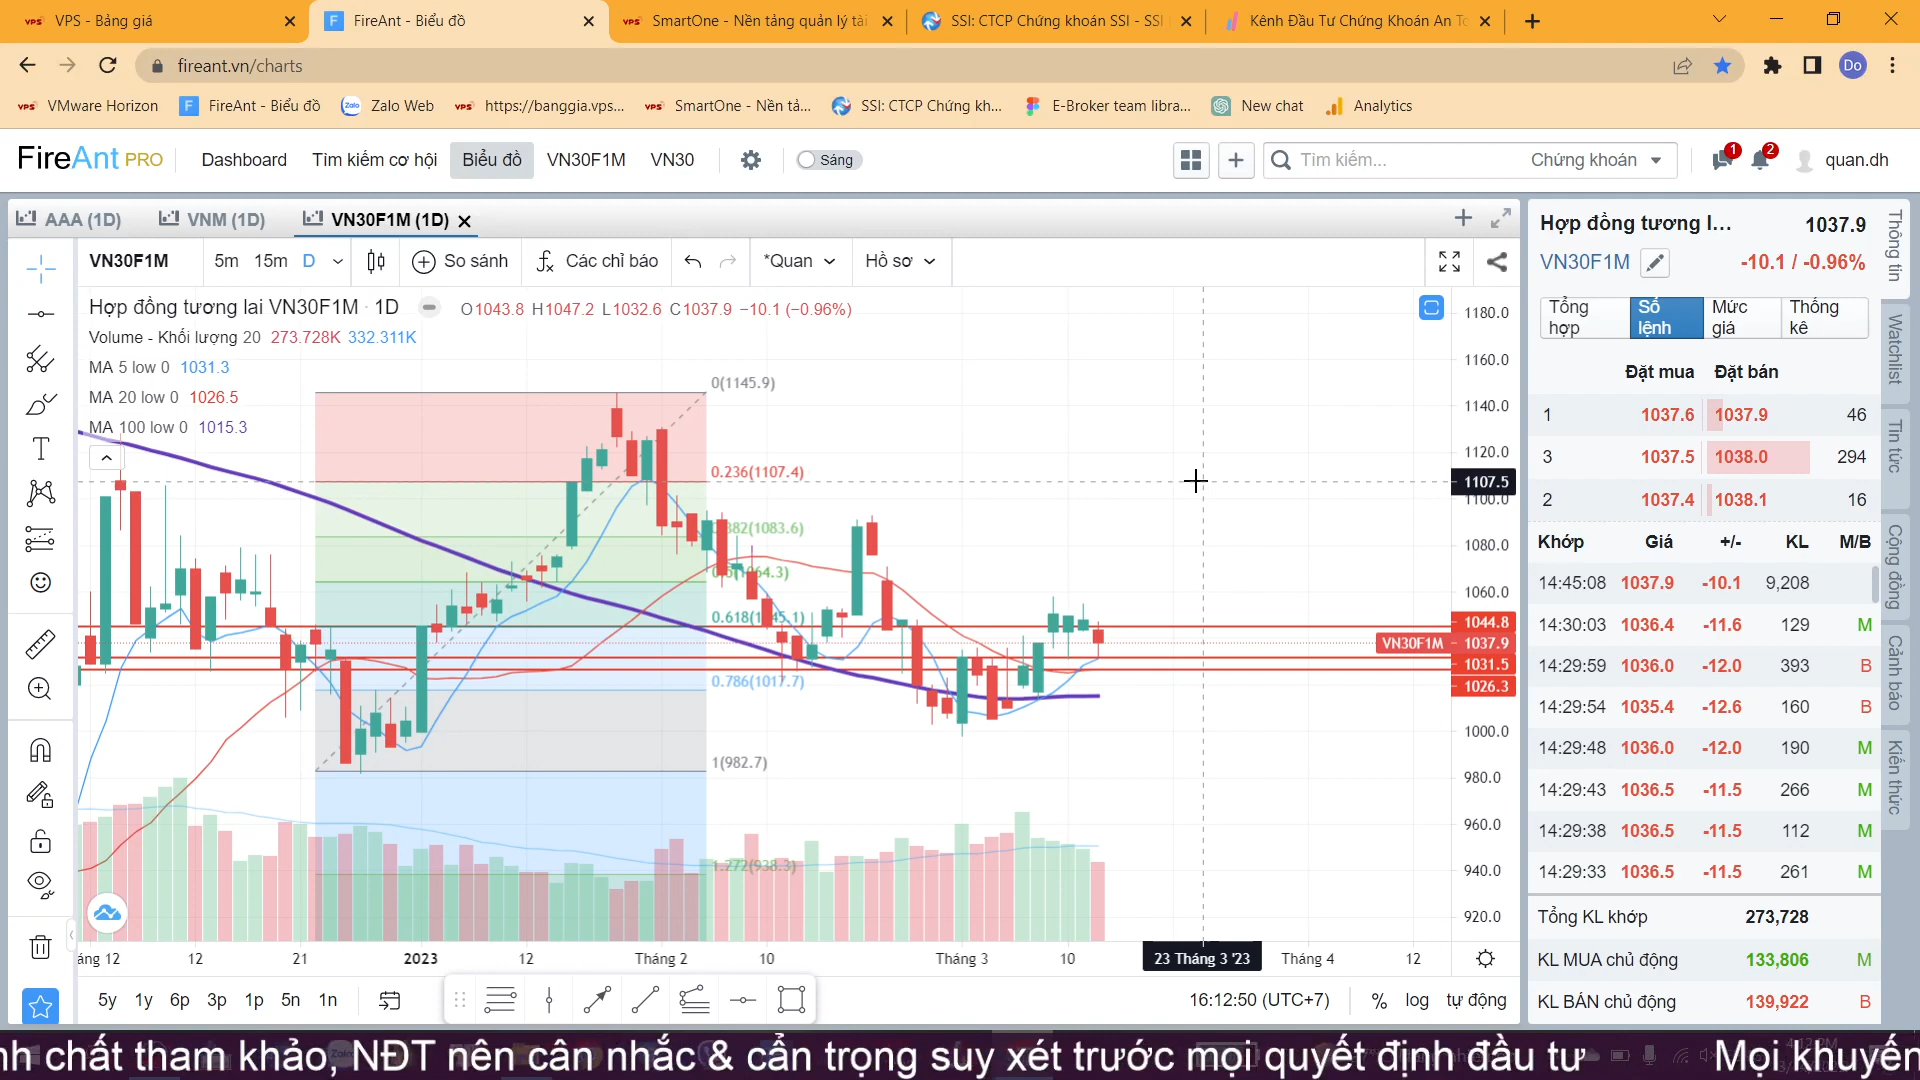 VPS - Bảng giá
FireAnt - Biểu đồ
SmartOne - Nền tảng quản lý tài
SSI: CTCP Chứng khoán SSI - SSI
Kênh Đầu Tư Chứng Khoán An To
fireant.vn/charts
Do
VMware Horizon
FireAnt - Biểu đồ
Zalo Web
https://banggia.vps...
SmartOne - Nền tả...
SSI: CTCP Chứng kh...
E-Broker team libra...
New chat
Analytics
FireAnt PRO
Dashboard
Tìm kiếm cơ hội
Biểu đồ
VN30F1M
VN30
Sáng
Tìm kiếm...
Chứng khoán
1
2
quan.dh
AAA (1D)
VNM (1D)
VN30F1M (1D)
VN30F1M
5m 15m D
So sánh
Các chỉ báo
*Quan
Hồ sơ
Hợp đồng tương lai VN30F1M · 1D
O1043.8 H1047.2 L1032.6 C1037.9 −10.1 (−0.96%)
Volume - Khối lượng 20 273.728K 332.311K
MA 5 low 0 1031.3
MA 20 low 0 1026.5
MA 100 low 0 1015.3
0(1145.9)
0.236(1107.4)
0.382(1083.6)
0.5(1064.3)
0.618(1045.1)
0.786(1017.7)
1(982.7)
1.272(938.3)
1180.0
1160.0
1140.0
1120.0
1107.5
1100.0
1080.0
1060.0
1044.8
VN30F1M 1037.9
1031.5
1026.3
1000.0
980.0
960.0
940.0
920.0
áng 12
12
21
2023
12
Tháng 2
10
Tháng 3
10
23 Tháng 3 '23
Tháng 4
12
5y 1y 6p 3p 1p 5n 1n
16:12:50 (UTC+7)
% log tự động
Hợp đồng tương l... 1037.9
VN30F1M -10.1 / -0.96%
Tổng hợp
Số lệnh
Mức giá
Thống kê
Đặt mua Đặt bán
1 1037.6 1037.9 46
3 1037.5 1038.0 294
2 1037.4 1038.1 16
Khớp Giá +/- KL M/B
14:45:08 1037.9 -10.1 9,208
14:30:03 1036.4 -11.6 129 M
14:29:59 1036.0 -12.0 393 B
14:29:54 1035.4 -12.6 160 B
14:29:48 1036.0 -12.0 190 M
14:29:43 1036.5 -11.5 266 M
14:29:38 1036.5 -11.5 112 M
14:29:33 1036.5 -11.5 261 M
Tổng KL khớp 273,728
KL MUA chủ động 133,806 M
KL BÁN chủ động 139,922 B
Thông tin
Watchlist
Tin tức
Cộng đồng
Cảnh báo
Kiến thức
nh chất tham khảo, NĐT nên cân nhắc & cẩn trọng suy xét trước mọi quyết định đầu tư Mọi khuyến